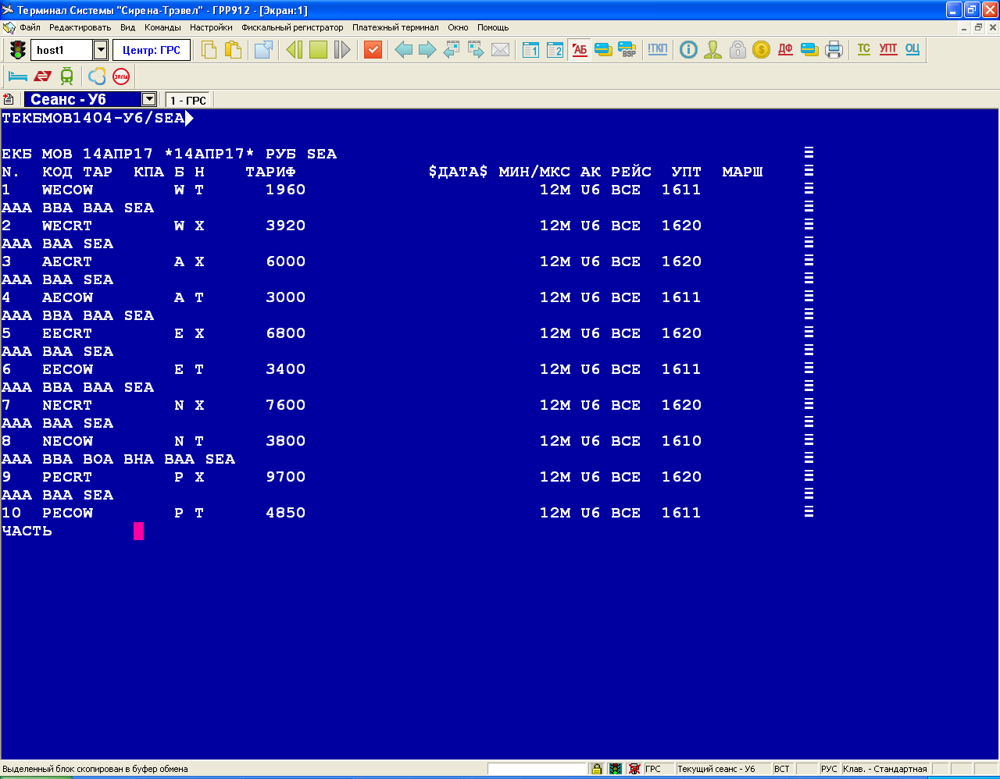 Терминал Системы "Сирена-Трэвел" - ГРР912 - [Экран:1]
Файл Редактировать Вид Команды Настройки Фискальный регистратор Платежный терминал Окно Помощь
host1 Центр: ГРС 1 2 "АБ BSP !ТКП i $ ДФ ТС УПТ ОЦ
ЗАЛЫ
Сеанс - У6 1 - ГРС
ТЕКБМОВ1404-У6/SEA
ЕКБ МОВ 14АПР17 *14АПР17* РУБ SEA
N. КОД ТАР КПА Б Н ТАРИФ $ДАТА$ МИН/МКС АК РЕЙС УПТ МАРШ
1 WECOW W T 1960 12M U6 ВСЕ 1611
AAA BBA BAA SEA
2 WECRT W X 3920 12M U6 ВСЕ 1620
AAA BAA SEA
3 AECRT A X 6000 12M U6 ВСЕ 1620
AAA BAA SEA
4 AECOW A T 3000 12M U6 ВСЕ 1611
AAA BBA BAA SEA
5 EECRT E X 6800 12M U6 ВСЕ 1620
AAA BAA SEA
6 EECOW E T 3400 12M U6 ВСЕ 1611
AAA BBA BAA SEA
7 NECRT N X 7600 12M U6 ВСЕ 1620
AAA BAA SEA
8 NECOW N T 3800 12M U6 ВСЕ 1610
AAA BBA BOA BHA BAA SEA
9 PECRT P X 9700 12M U6 ВСЕ 1620
AAA BAA SEA
10 PECOW P T 4850 12M U6 ВСЕ 1611
ЧАСТЬ
Выделенный блок скопирован в буфер обмена ГРС Текущий сеанс - У6 ВСТ РУС Клав. - Стандартная